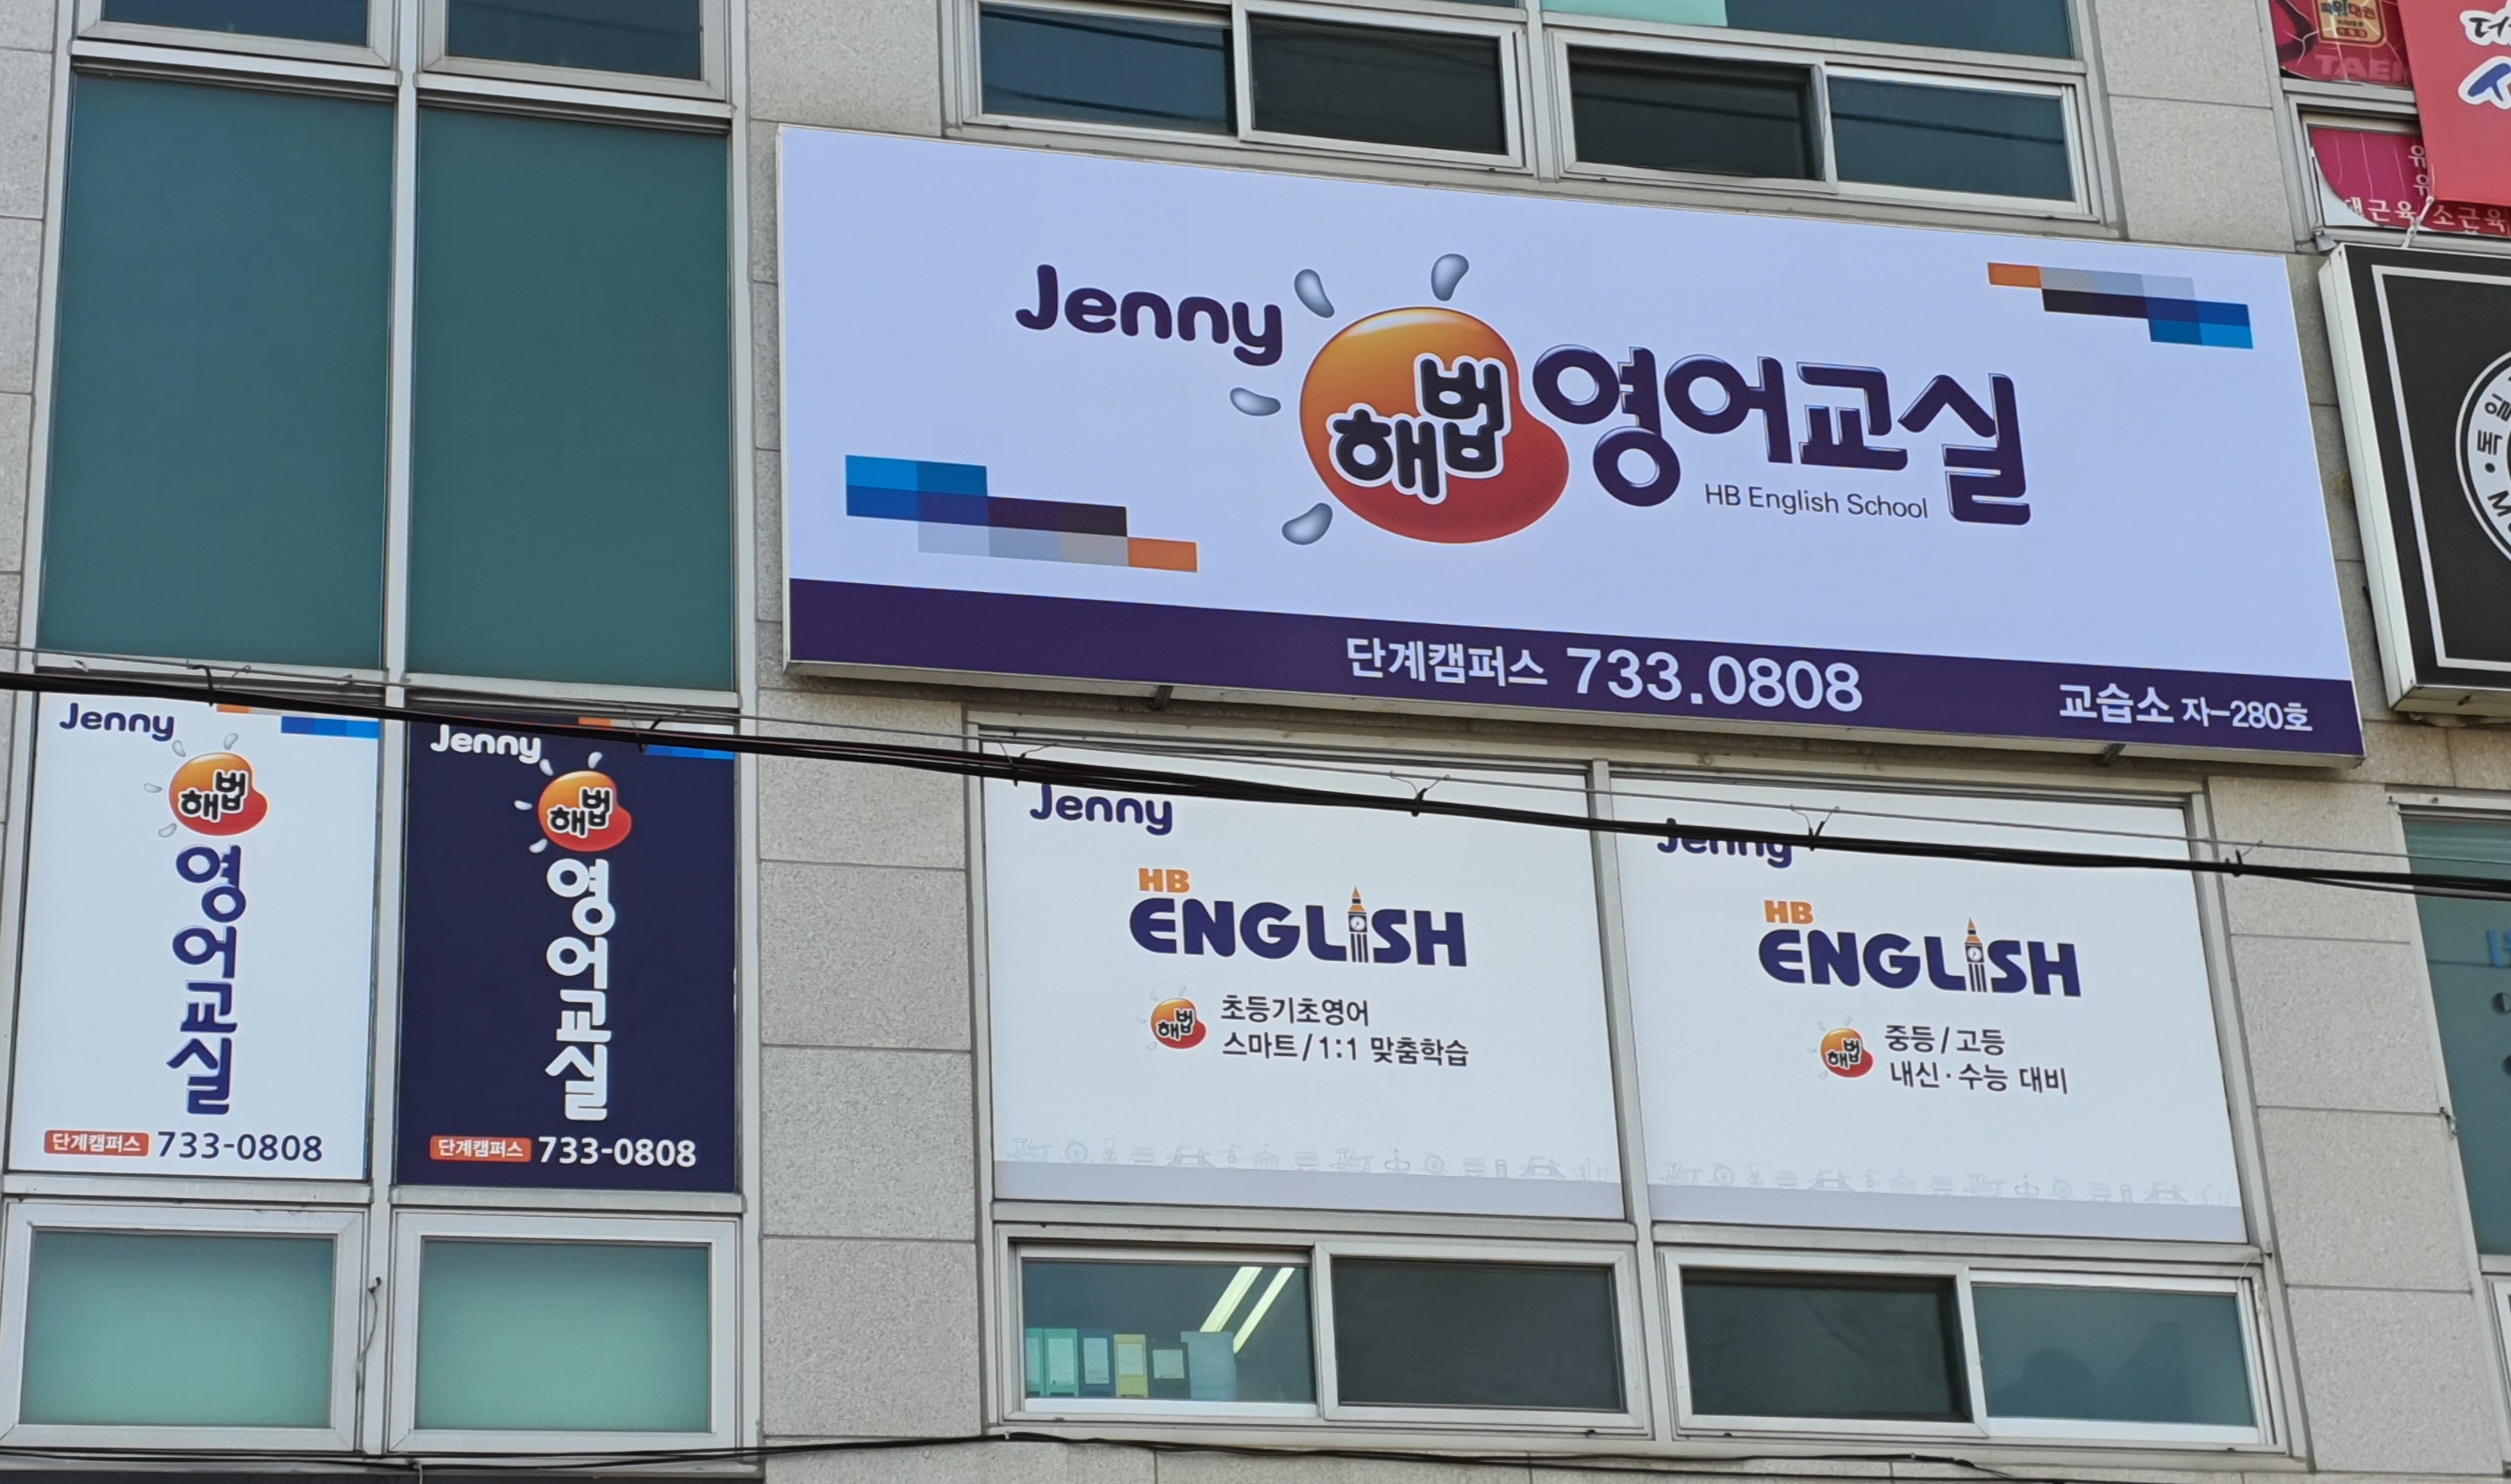 Jenny
해법영어교실
HB English School
단계캠퍼스 733.0808
교습소 자-280호
Jenny
해법
영어교실
단계캠퍼스 733-0808
Jenny
해법
영어교실
단계캠퍼스 733-0808
Jenny
HB
ENGLISH
해법
초등기초영어
스마트/1:1 맞춤학습
Jenny
HB
ENGLISH
해법
중등/고등
내신·수능 대비
TAE
소근육